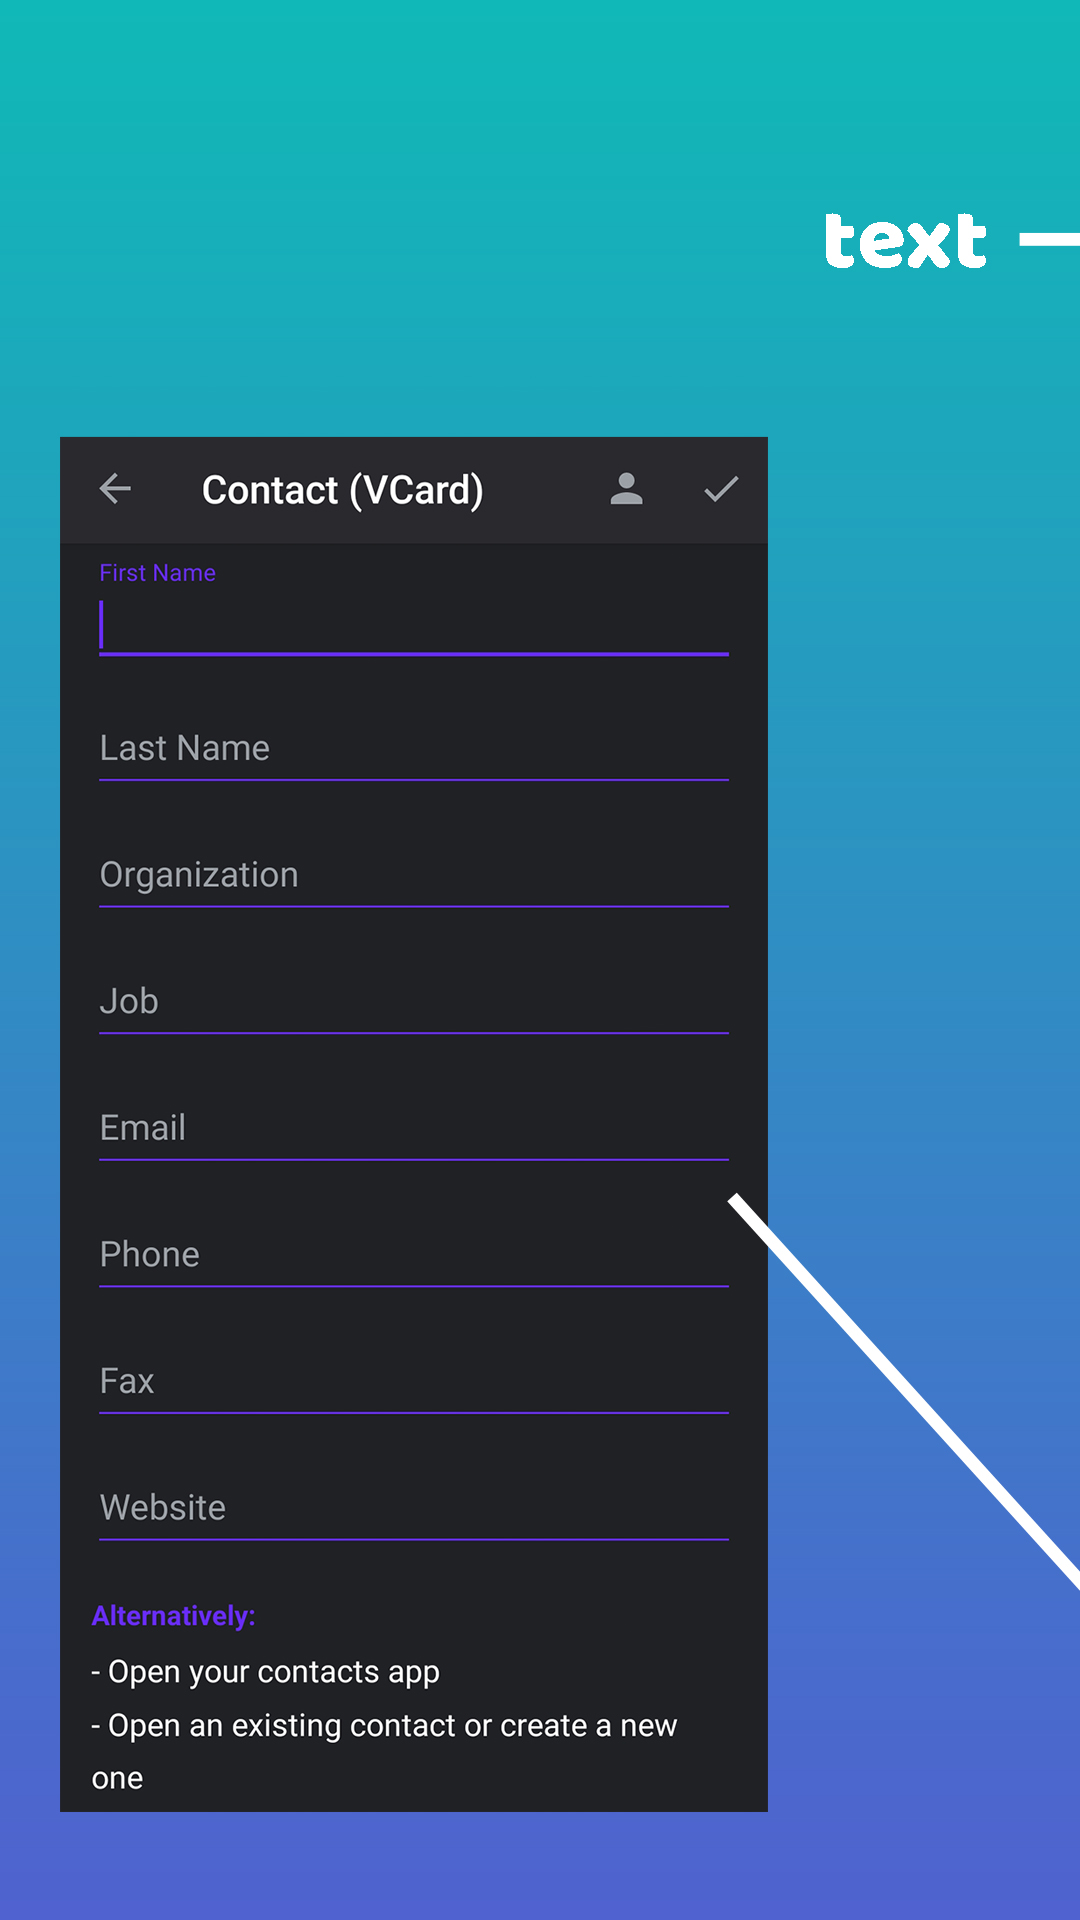 text
Contact (VCard)
First Name
Last Name
Organization
Job
Email
Phone
Fax
Website
Alternatively:
- Open your contacts app
- Open an existing contact or create a new
one